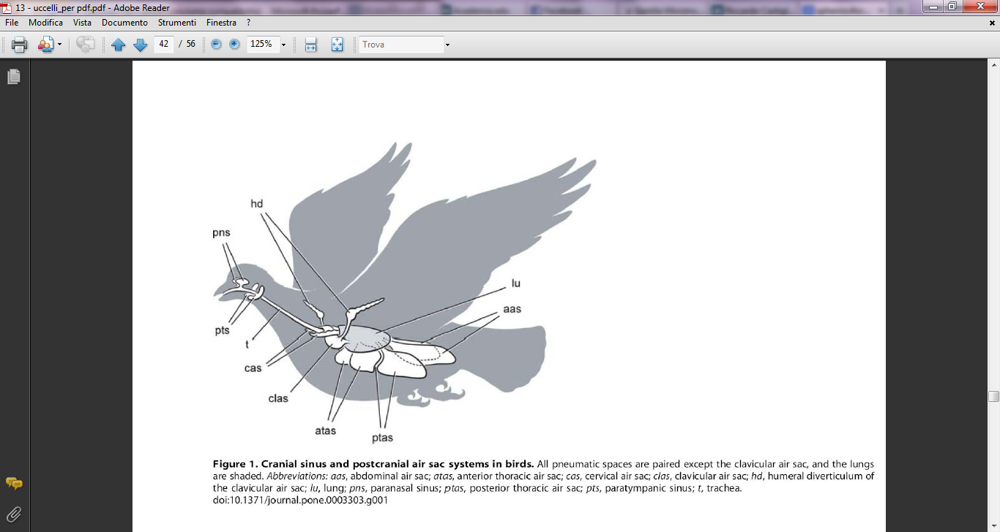 13 - uccelli_per pdf.pdf - Adobe Reader
File Modifica Vista Documento Strumenti Finestra ?
42 / 56 125% Trova
hd
pns
lu
aas
pts
t
cas
clas
atas
ptas
Figure 1. Cranial sinus and postcranial air sac systems in birds. All pneumatic spaces are paired except the clavicular air sac, and the lungs
are shaded. Abbreviations: aas, abdominal air sac; atas, anterior thoracic air sac; cas, cervical air sac; clas, clavicular air sac; hd, humeral diverticulum of
the clavicular air sac; lu, lung; pns, paranasal sinus; ptas, posterior thoracic air sac; pts, paratympanic sinus; t, trachea.
doi:10.1371/journal.pone.0003303.g001